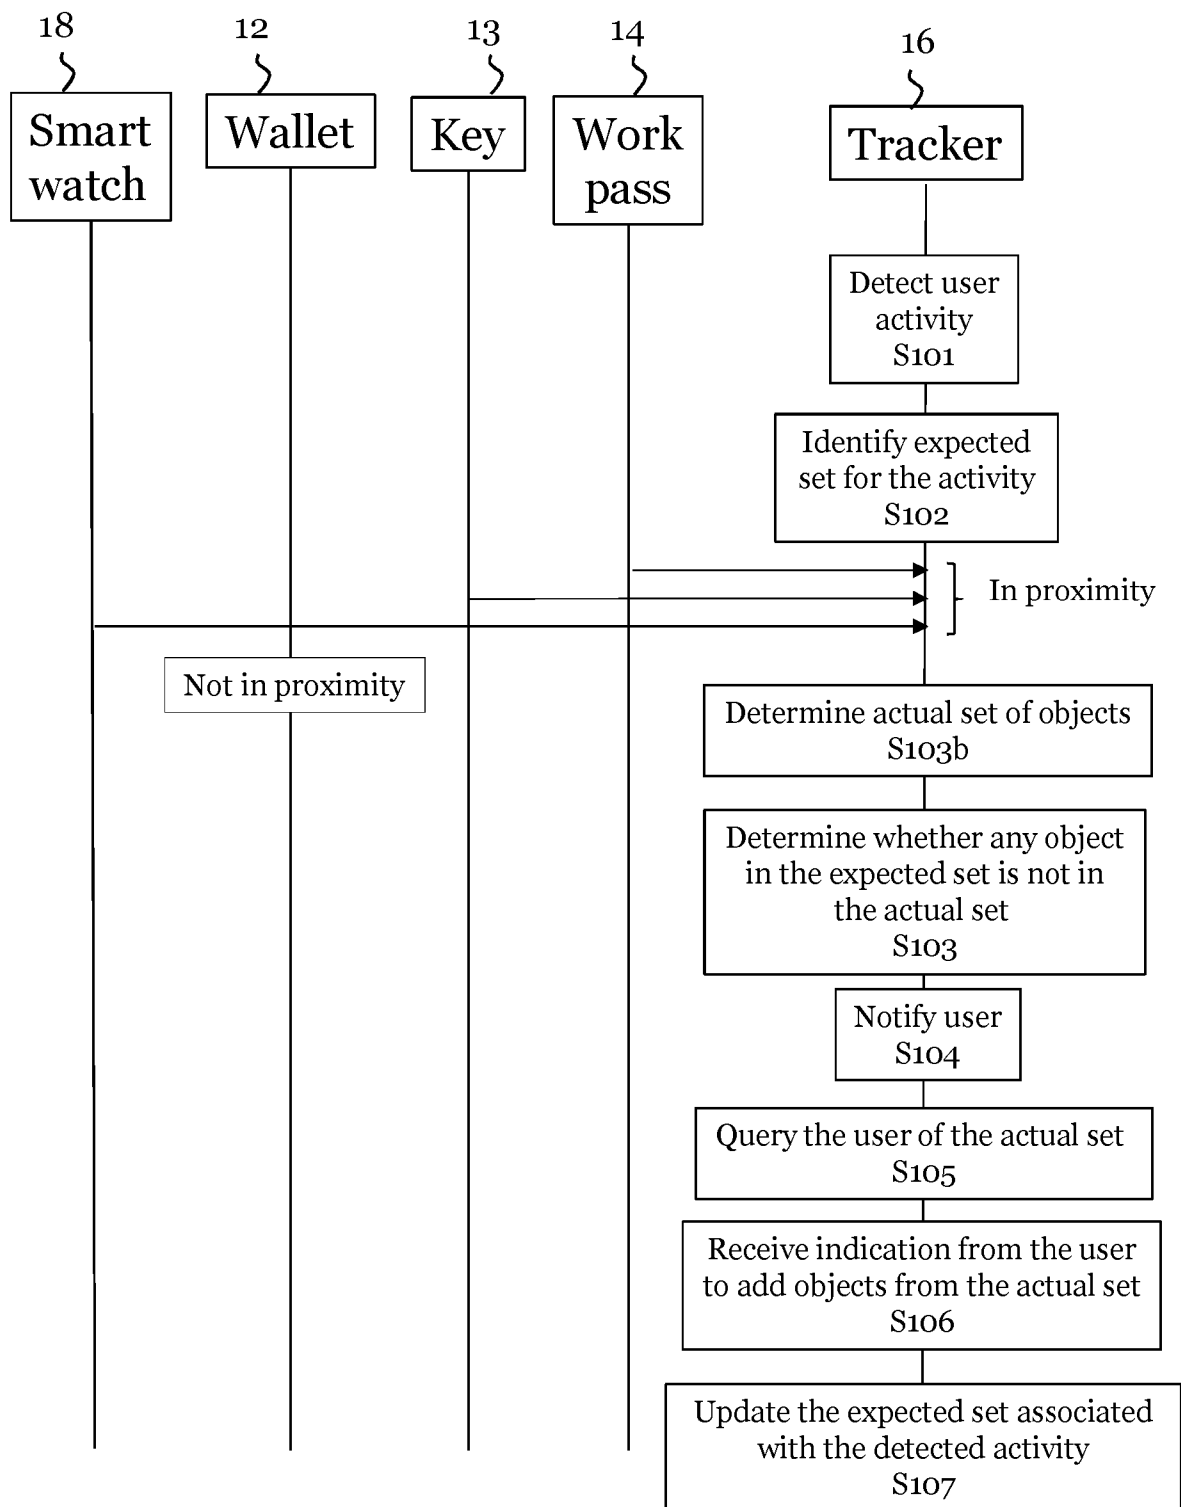 18
12
13
14
16
Smart
watch
Wallet
Key
Work
pass
Tracker
Detect user
activity
S101
Identify expected
set for the activity
S102
In proximity
Not in proximity
Determine actual set of objects
S103b
Determine whether any object
in the expected set is not in
the actual set
S103
Notify user
S104
Query the user of the actual set
S105
Receive indication from the user
to add objects from the actual set
S106
Update the expected set associated
with the detected activity
S107